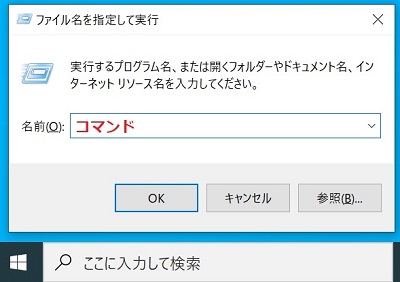 ファイル名を指定して実行
実行するプログラム名、または開くフォルダーやドキュメント名、イン
ターネット リソース名を入力してください。
名前(O): コマンド
OK キャンセル 参照(B)...
ここに入力して検索